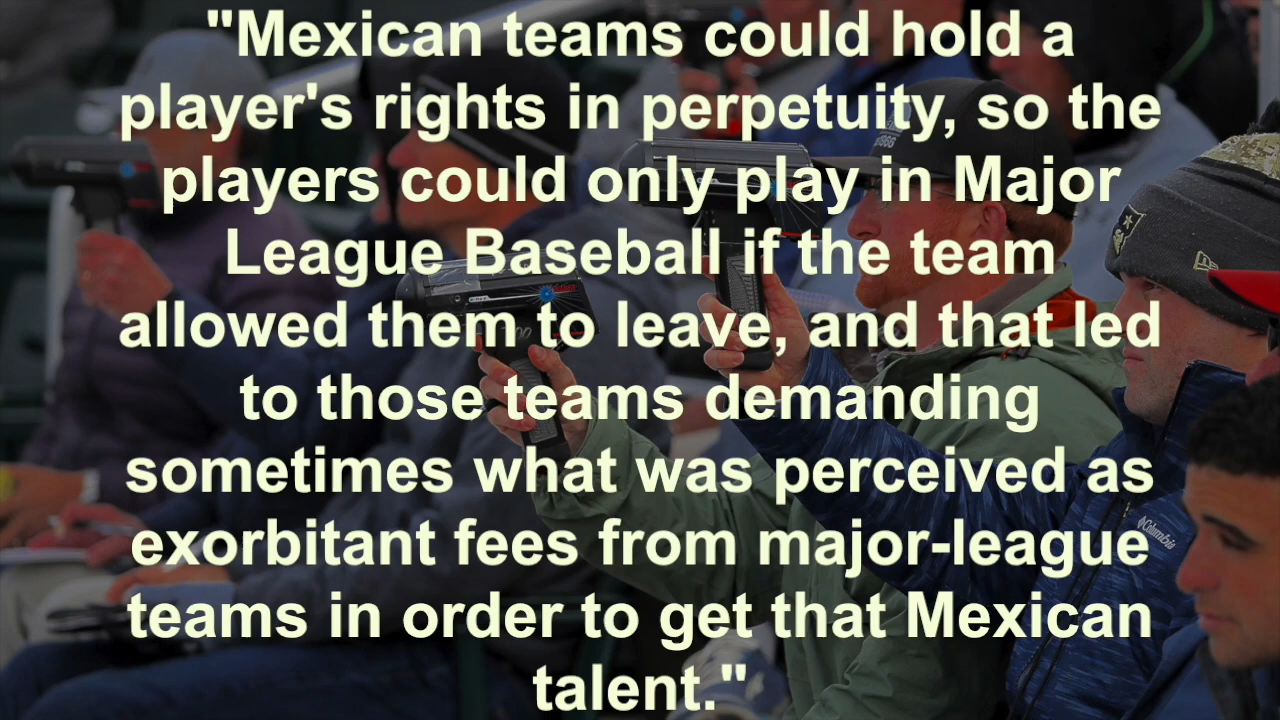 "Mexican teams could hold a
player's rights in perpetuity, so the
players could only play in Major
League Baseball if the team
allowed them to leave, and that led
to those teams demanding
sometimes what was perceived as
exorbitant fees from major-league
teams in order to get that Mexican
talent."
Columbia